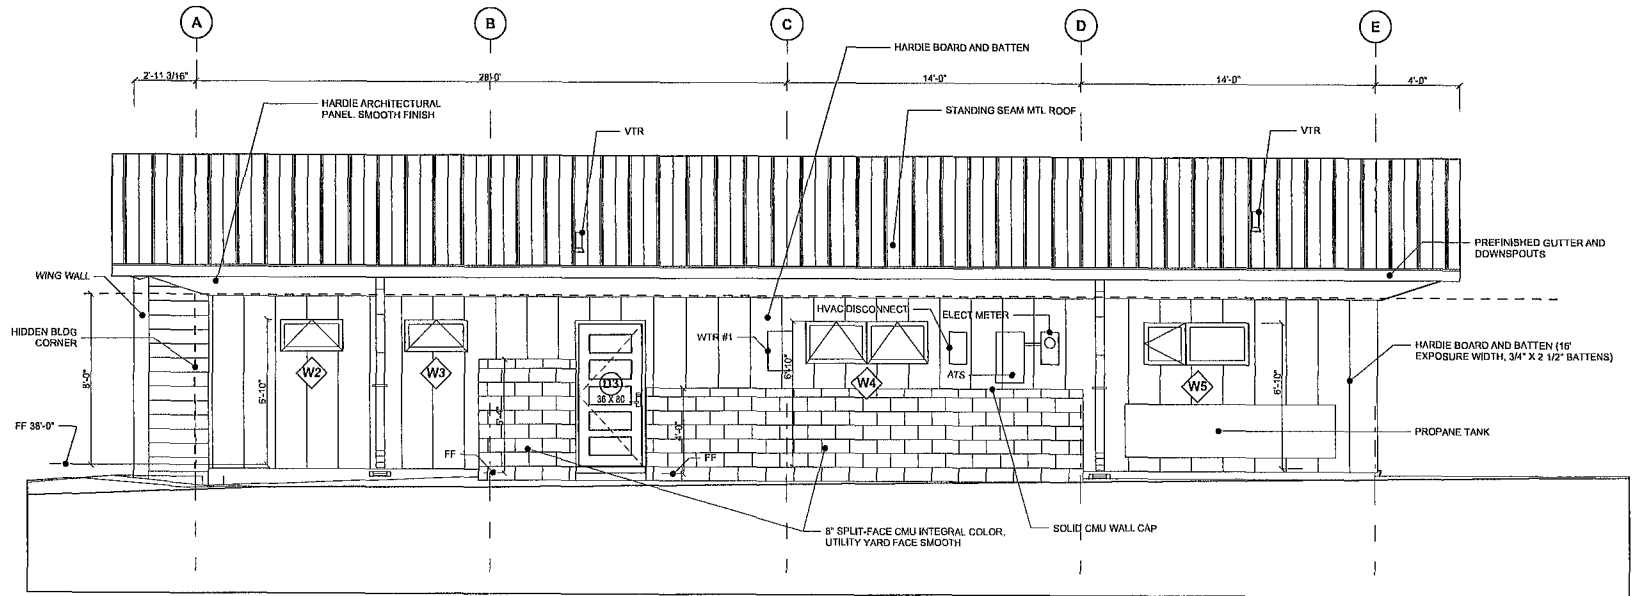 A
B
C
D
E
HARDIE BOARD AND BATTEN
2'-11 3/16"
28'-0"
14'-0"
14'-0"
4'-0"
HARDIE ARCHITECTURAL
PANEL. SMOOTH FINISH
STANDING SEAM MTL ROOF
VTR
VTR
PREFINISHED GUTTER AND
DOWNSPOUTS
WING WALL
HIDDEN BLDG
CORNER
8'-0"
6'-10"
W2
W3
D3
36 X 80
WTR #1
6'-10"
HVAC DISCONNECT
ELECT METER
ATS
W4
W5
6'-10"
HARDIE BOARD AND BATTEN (16'
EXPOSURE WIDTH, 3/4" X 2 1/2" BATTENS)
PROPANE TANK
FF 38'-0"
FF
5'-4"
4'-0"
FF
SOLID CMU WALL CAP
8" SPLIT-FACE CMU INTEGRAL COLOR,
UTILITY YARD FACE SMOOTH